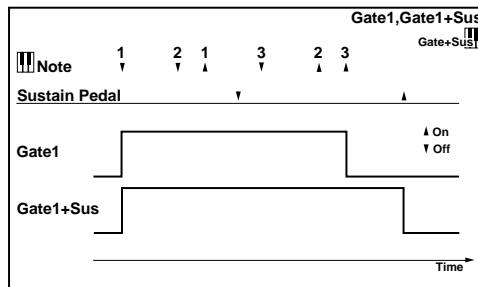 Gate1,Gate1+Sus
Gate+Sus
1 2 1 3 2 3
Note
Sustain Pedal
Gate1
On
Off
Gate1+Sus
Time